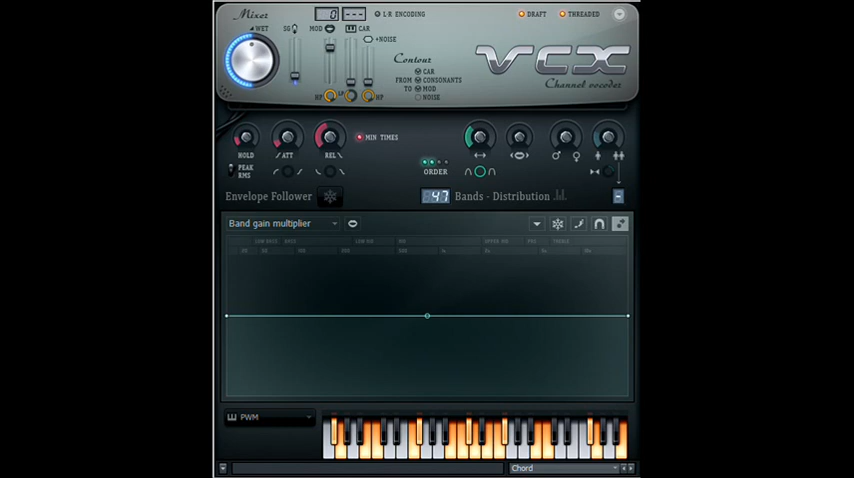 Mixer
0
---
L-R ENCODING
DRAFT
THREADED
WET
SG
MOD
CAR
+NOISE
Contour
CAR
FROM
CONSONANTS
TO
MOD
NOISE
HP
LP
HP
VCX
Channel vocoder
HOLD
ATT
REL
MIN TIMES
PEAK
RMS
ORDER
Envelope Follower
47
Bands - Distribution
Band gain multiplier
PWM
Chord